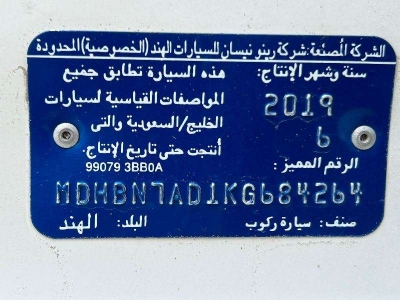 الشركة المُصنعة: شركة رينو نيسان للسيارات الهند (الخصوصية) المحدودة
سنة وشهر الإنتاج: هذه السيارة تطابق جميع
2019 المواصفات القياسية لسيارات
6 الخليج/السعودية والتى
الرقم المميز: أنتجت حتى تاريخ الإنتاج.
99079 3BB0A
MDHBN7AD1KG684264
صنف: سيارة ركوب البلد: الهند